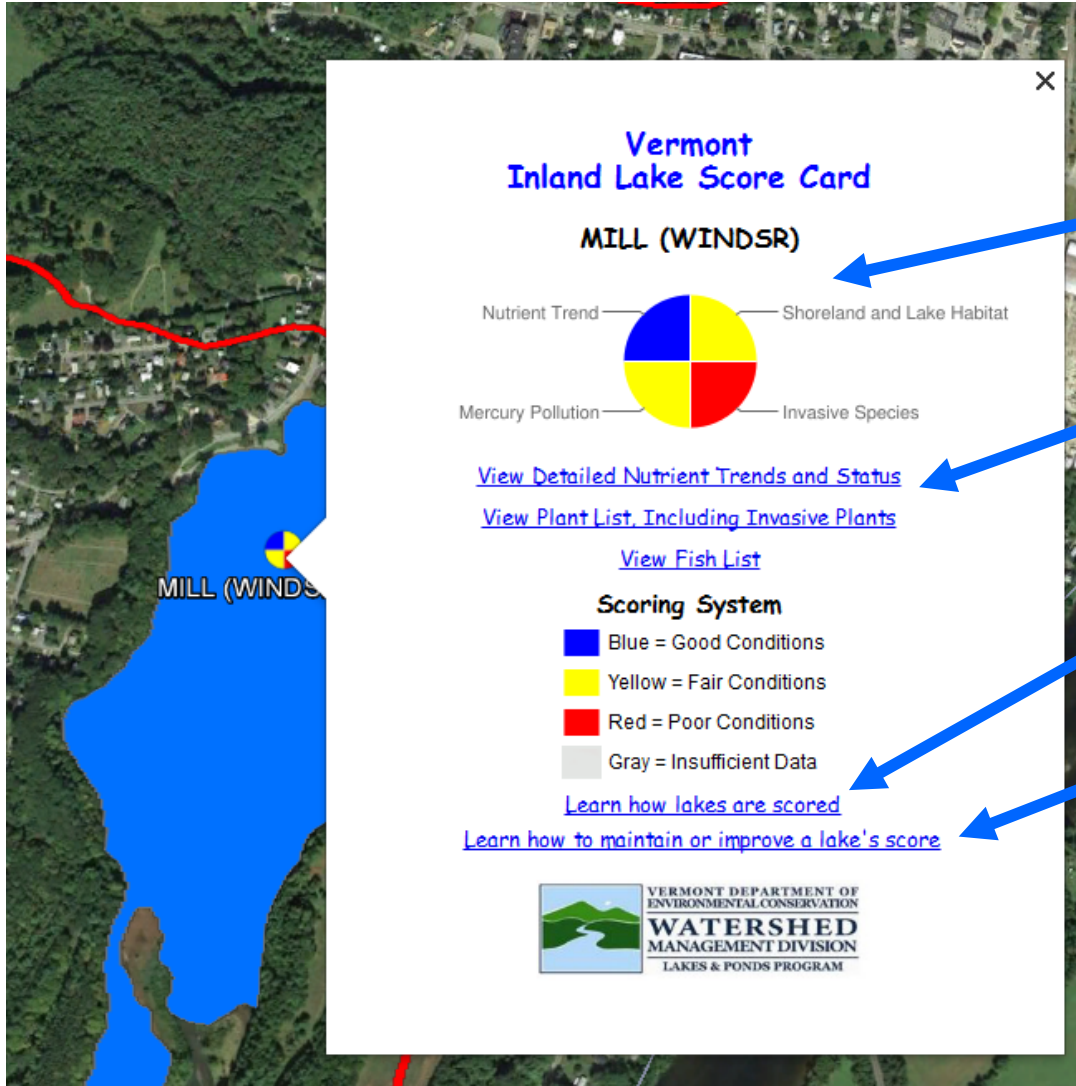 Vermont
Inland Lake Score Card
MILL (WINDSR)
Nutrient Trend
Shoreland and Lake Habitat
Mercury Pollution
Invasive Species
View Detailed Nutrient Trends and Status
View Plant List, Including Invasive Plants
View Fish List
Scoring System
Blue = Good Conditions
Yellow = Fair Conditions
Red = Poor Conditions
Gray = Insufficient Data
Learn how lakes are scored
Learn how to maintain or improve a lake's score
VERMONT DEPARTMENT OF
ENVIRONMENTAL CONSERVATION
WATERSHED
MANAGEMENT DIVISION
LAKES & PONDS PROGRAM
MILL (WINDS